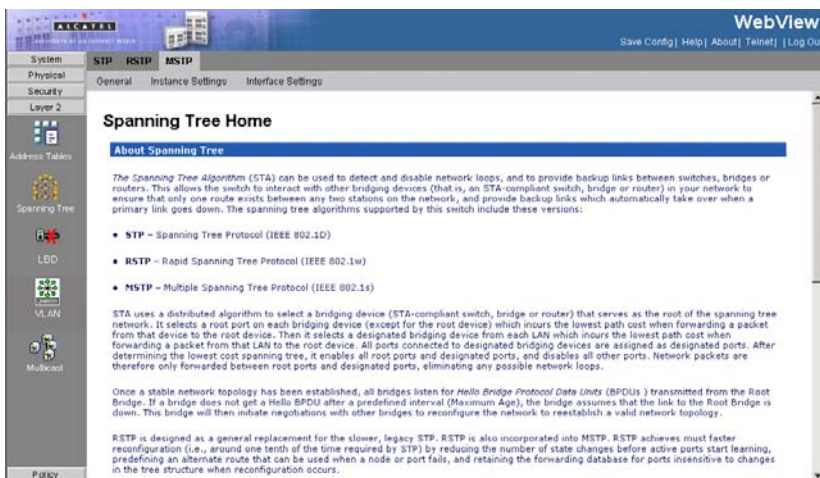 ALCATEL
WebView
Save Config| Help| About| Telnet| |Log Ou
System
Physical
Security
Layer 2
Address Tables
Spanning Tree
LBD
VLAN
Multicast
Policy
STP RSTP MSTP
General Instance Settings Interface Settings
Spanning Tree Home
About Spanning Tree
The Spanning Tree Algorithm (STA) can be used to detect and disable network loops, and to provide backup links between switches, bridges or
routers. This allows the switch to interact with other bridging devices (that is, an STA-compliant switch, bridge or router) in your network to
ensure that only one route exists between any two stations on the network, and provide backup links which automatically take over when a
primary link goes down. The spanning tree algorithms supported by this switch include these versions:
• STP – Spanning Tree Protocol (IEEE 802.1D)
• RSTP – Rapid Spanning Tree Protocol (IEEE 802.1w)
• MSTP – Multiple Spanning Tree Protocol (IEEE 802.1s)
STA uses a distributed algorithm to select a bridging device (STA-compliant switch, bridge or router) that serves as the root of the spanning tree
network. It selects a root port on each bridging device (except for the root device) which incurs the lowest path cost when forwarding a packet
from that device to the root device. Then it selects a designated bridging device from each LAN which incurs the lowest path cost when
forwarding a packet from that LAN to the root device. All ports connected to designated bridging devices are assigned as designated ports. After
determining the lowest cost spanning tree, it enables all root ports and designated ports, and disables all other ports. Network packets are
therefore only forwarded between root ports and designated ports, eliminating any possible network loops.
Once a stable network topology has been established, all bridges listen for Hello Bridge Protocol Data Units (BPDUs ) transmitted from the Root
Bridge. If a bridge does not get a Hello BPDU after a predefined interval (Maximum Age), the bridge assumes that the link to the Root Bridge is
down. This bridge will then initiate negotiations with other bridges to reconfigure the network to reestablish a valid network topology.
RSTP is designed as a general replacement for the slower, legacy STP. RSTP is also incorporated into MSTP. RSTP achieves must faster
reconfiguration (i.e., around one tenth of the time required by STP) by reducing the number of state changes before active ports start learning,
predefining an alternate route that can be used when a node or port fails, and retaining the forwarding database for ports insensitive to changes
in the tree structure when reconfiguration occurs.